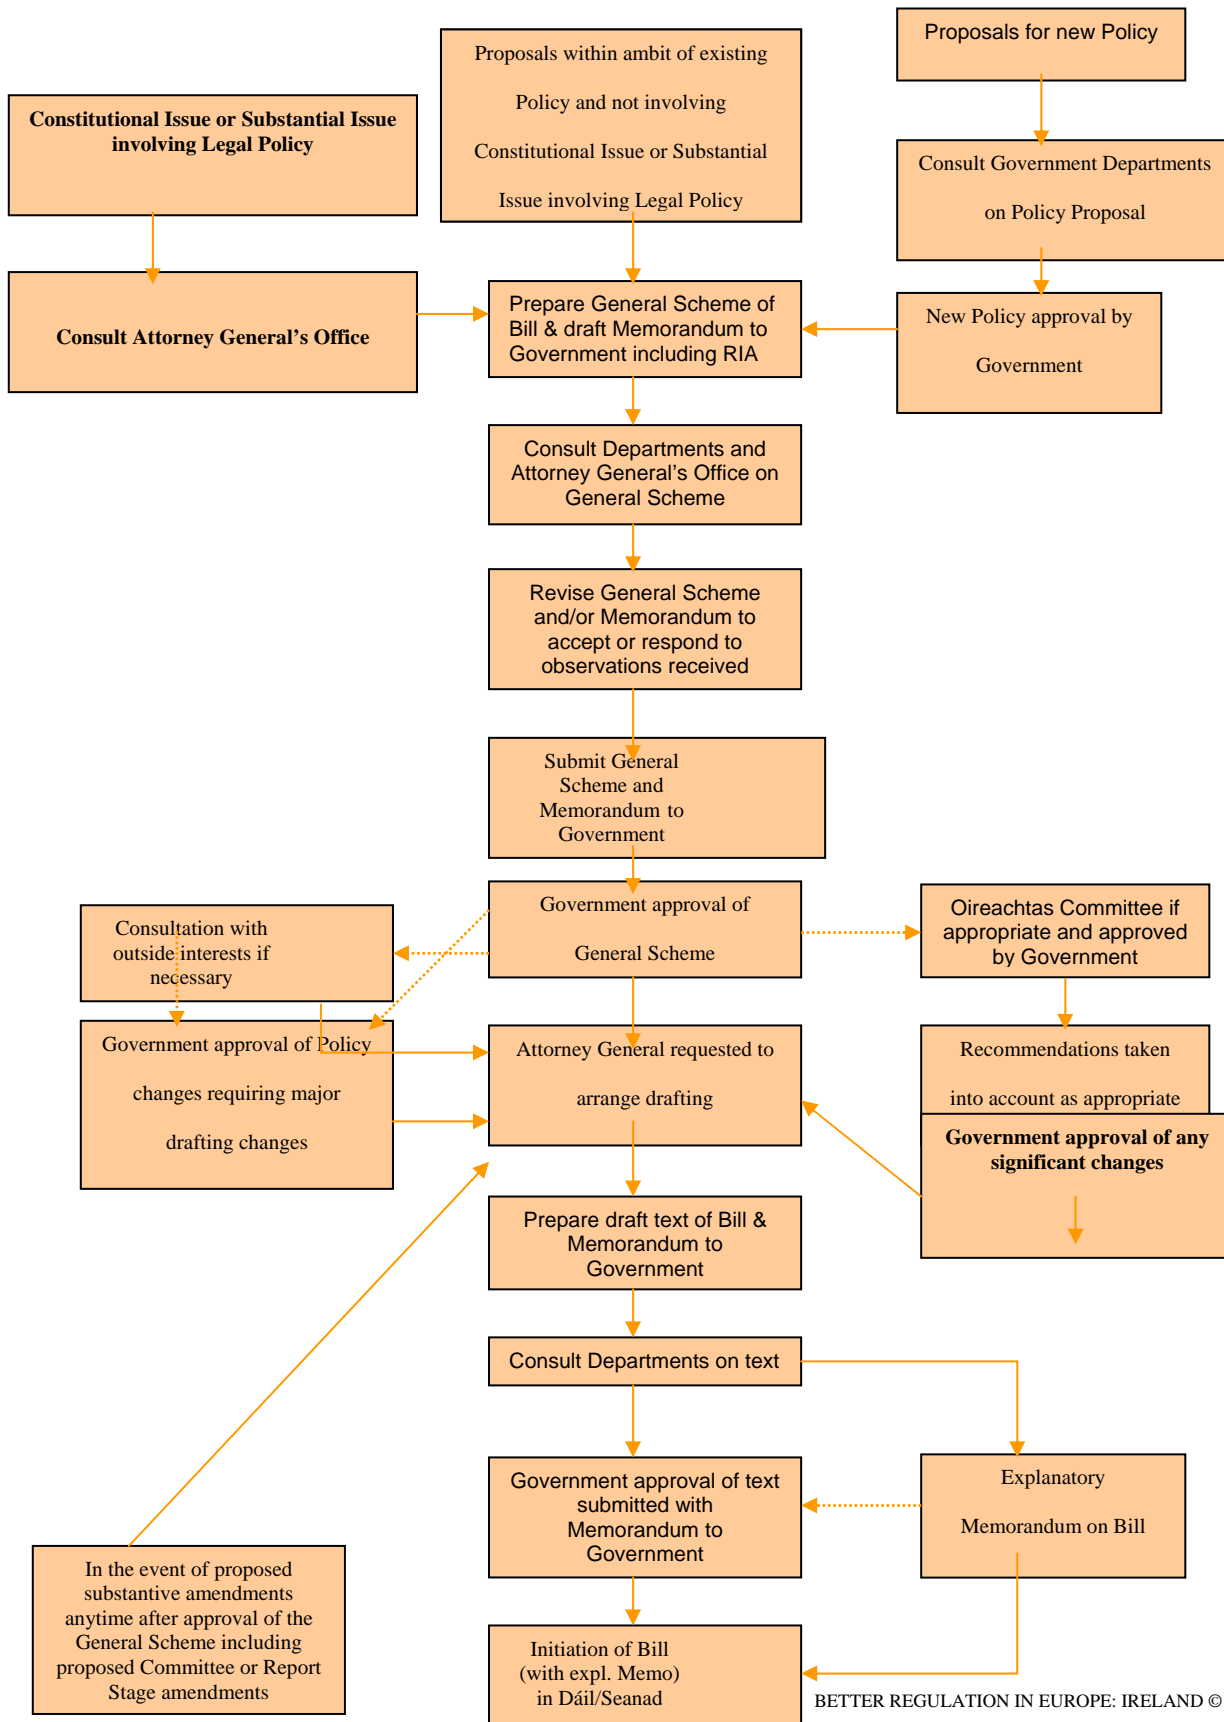 Proposals for new Policy
Proposals within ambit of existing
Policy and not involving
Constitutional Issue or Substantial
Issue involving Legal Policy
Constitutional Issue or Substantial Issue
involving Legal Policy
Consult Government Departments
on Policy Proposal
Consult Attorney General's Office
Prepare General Scheme of
Bill & draft Memorandum to
Government including RIA
New Policy approval by
Government
Consult Departments and
Attorney General's Office on
General Scheme
Revise General Scheme
and/or Memorandum to
accept or respond to
observations received
Submit General
Scheme and
Memorandum to
Government
Government approval of
General Scheme
Consultation with
outside interests if
necessary
Oireachtas Committee if
appropriate and approved
by Government
Government approval of Policy
changes requiring major
drafting changes
Attorney General requested to
arrange drafting
Recommendations taken
into account as appropriate
Government approval of any
significant changes
Prepare draft text of Bill &
Memorandum to
Government
Consult Departments on text
Government approval of text
submitted with
Memorandum to
Government
Explanatory
Memorandum on Bill
In the event of proposed
substantive amendments
anytime after approval of the
General Scheme including
proposed Committee or Report
Stage amendments
Initiation of Bill
(with expl. Memo)
in Dáil/Seanad
BETTER REGULATION IN EUROPE: IRELAND ©